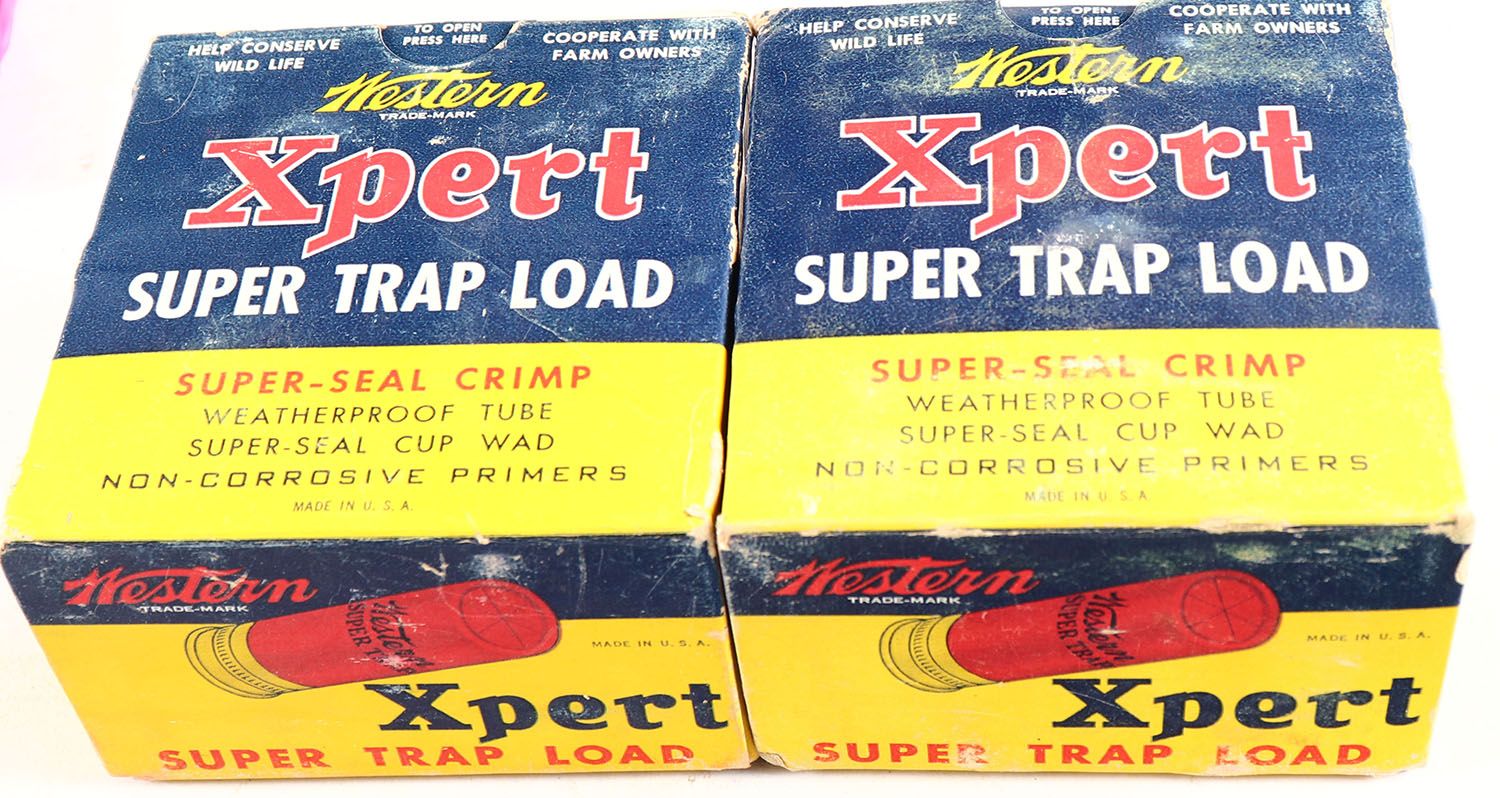 HELP CONSERVE
WILD LIFE
TO OPEN
PRESS HERE
COOPERATE WITH
FARM OWNERS
Western
TRADE-MARK
Xpert
SUPER TRAP LOAD
SUPER-SEAL CRIMP
WEATHERPROOF TUBE
SUPER-SEAL CUP WAD
NON-CORROSIVE PRIMERS
MADE IN U. S. A.
Western
TRADE-MARK
Western
SUPER TRAP
MADE IN U. S. A.
Xpert
SUPER TRAP LOAD
HELP CONSERVE
WILD LIFE
TO OPEN
PRESS HERE
COOPERATE WITH
FARM OWNERS
Western
TRADE-MARK
Xpert
SUPER TRAP LOAD
SUPER-SEAL CRIMP
WEATHERPROOF TUBE
SUPER-SEAL CUP WAD
NON-CORROSIVE PRIMERS
MADE IN U. S. A.
Western
TRADE-MARK
Western
SUPER TRAP
MADE IN U. S. A.
Xpert
SUPER TRAP LOAD